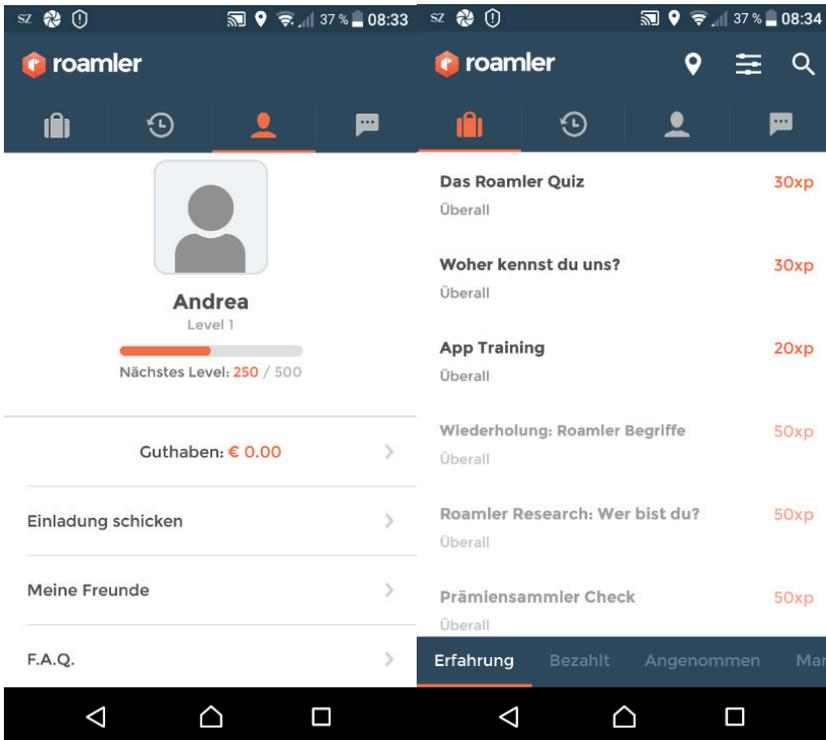 SZ 37 % 08:33
roamler
Andrea
Level 1
Nächstes Level: 250 / 500
Guthaben: € 0.00
Einladung schicken
Meine Freunde
F.A.Q.
SZ 37 % 08:34
roamler
Das Roamler Quiz 30xp
Überall
Woher kennst du uns? 30xp
Überall
App Training 20xp
Überall
Wiederholung: Roamler Begriffe 50xp
Überall
Roamler Research: Wer bist du? 50xp
Überall
Prämiensammler Check 50xp
Überall
Erfahrung Bezahlt Angenommen Mar